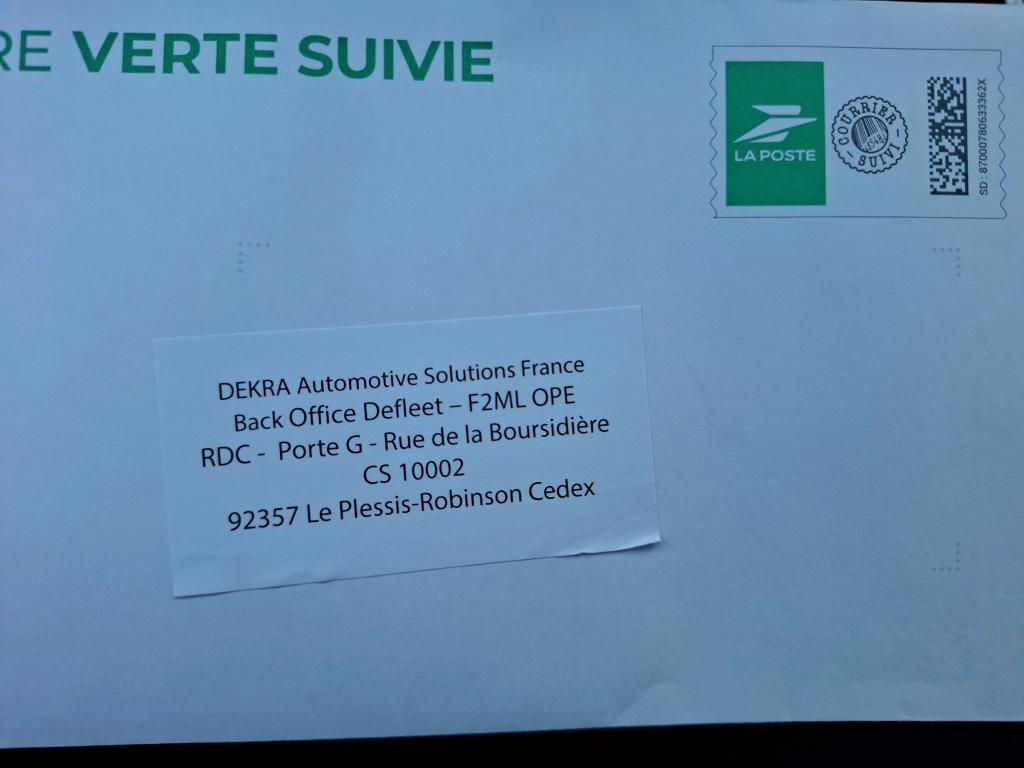 RE VERTE SUIVIE
LA POSTE
COURRIER
SUIVI
SD : 87000780633362X
DEKRA Automotive Solutions France
Back Office Defleet – F2ML OPE
RDC - Porte G - Rue de la Boursidière
CS 10002
92357 Le Plessis-Robinson Cedex